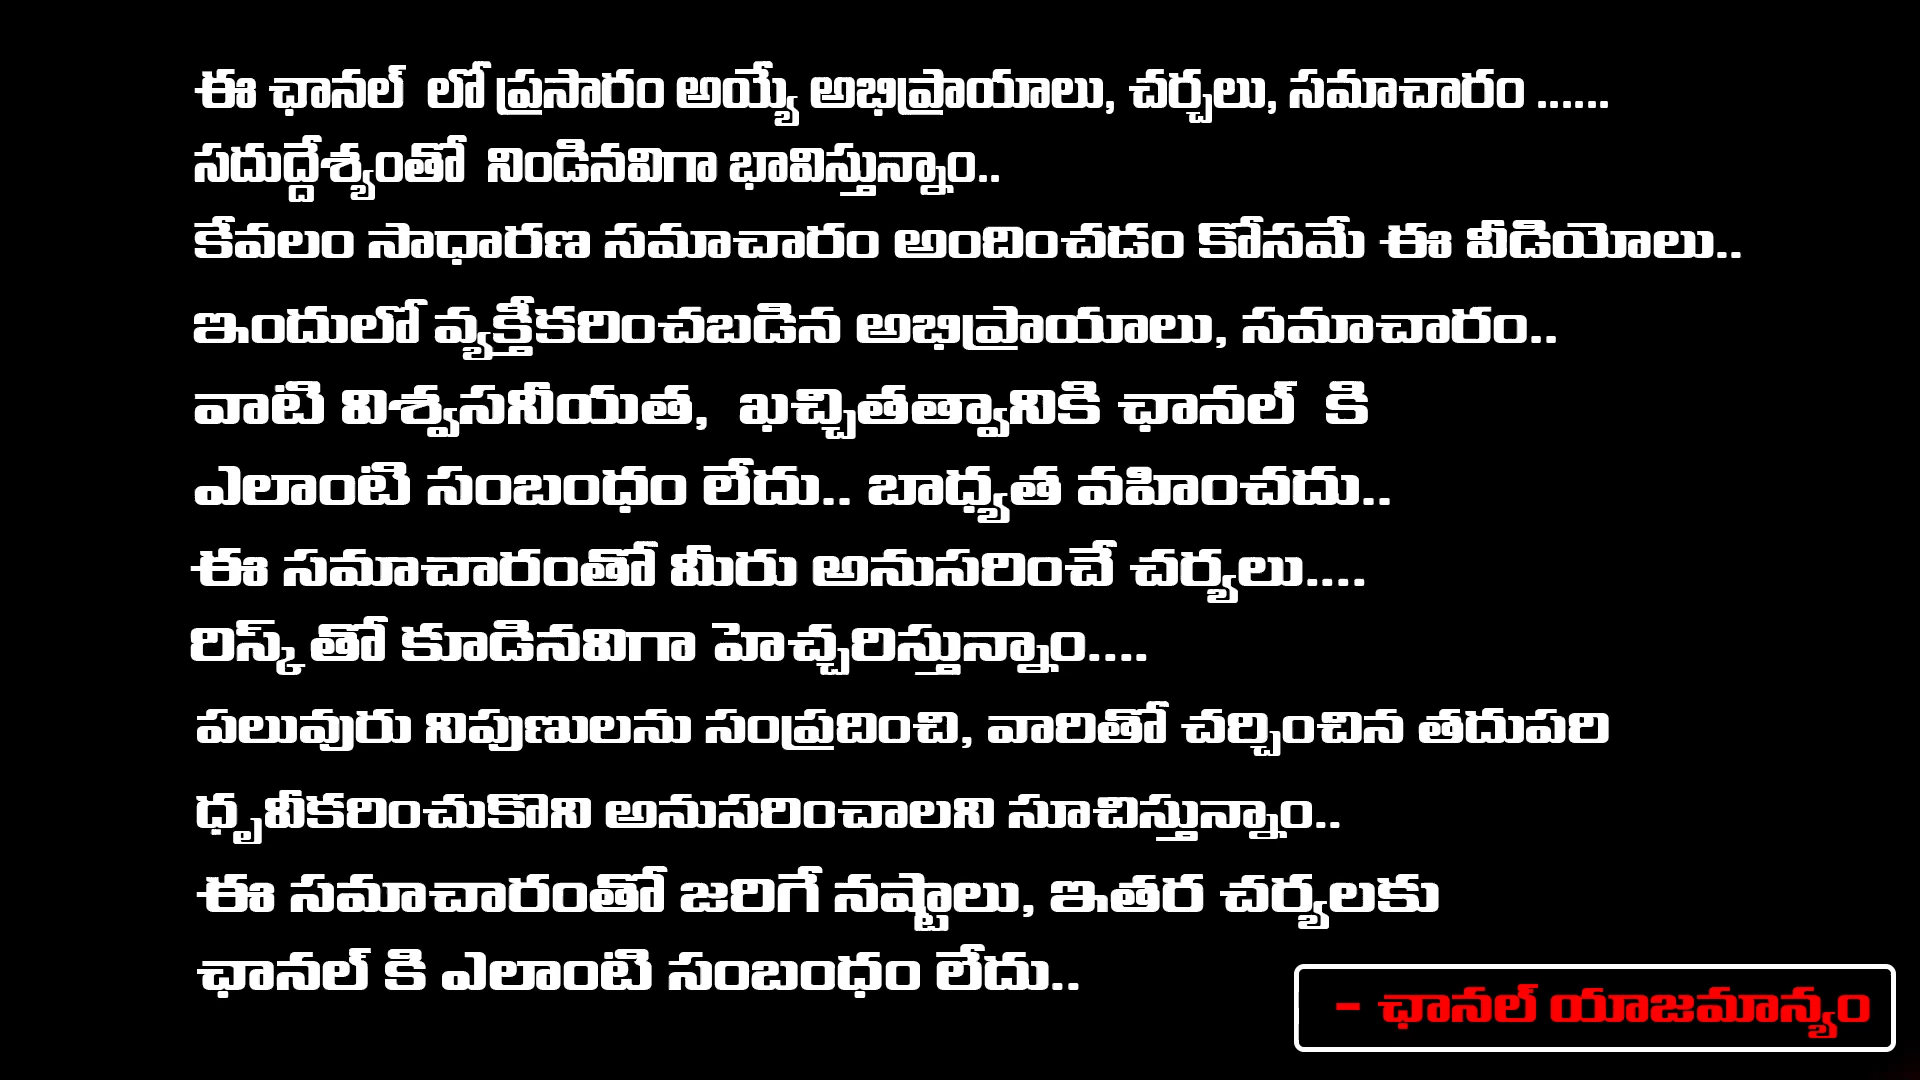 ఈ ఛానల్ లో ప్రసారం అయ్యే అభిప్రాయాలు, చర్చలు, సమాచారం ......
సదుద్దేశ్యంతో నిండినవిగా భావిస్తున్నాం..
కేవలం సాధారణ సమాచారం అందించడం కోసమే ఈ వీడియోలు..
ఇందులో వ్యక్తీకరించబడిన అభిప్రాయాలు, సమాచారం..
వాటి విశ్వసనీయత, ఖచ్చితత్వానికి ఛానల్ కి
ఎలాంటి సంబంధం లేదు.. బాధ్యత వహించదు..
ఈ సమాచారంతో మీరు అనుసరించే చర్యలు....
రిస్క్ తో కూడినవిగా హెచ్చరిస్తున్నాం....
పలువురు నిపుణులను సంప్రదించి, వారితో చర్చించిన తదుపరి
ధృవీకరించుకొని అనుసరించాలని సూచిస్తున్నాం..
ఈ సమాచారంతో జరిగే నష్టాలు, ఇతర చర్యలకు
ఛానల్ కి ఎలాంటి సంబంధం లేదు..
- ఛానల్ యాజమాన్యం